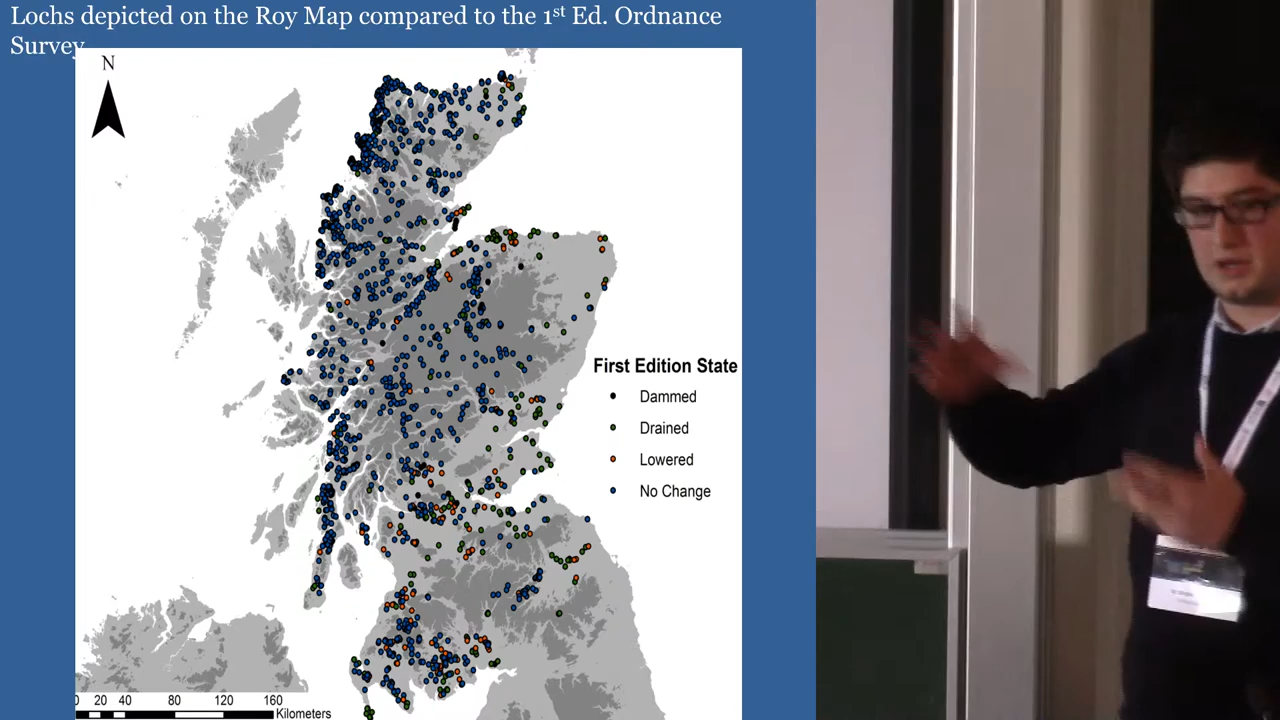 Lochs depicted on the Roy Map compared to the 1st Ed. Ordnance
Survey
N
First Edition State
Dammed
Drained
Lowered
No Change
0 20 40 80 120 160
Kilometers